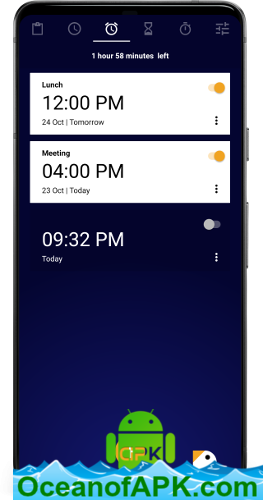 1 hour 58 minutes left
Lunch
12:00 PM
24 Oct | Tomorrow
Meeting
04:00 PM
23 Oct | Today
09:32 PM
Today
APK
OceanofAPK.com